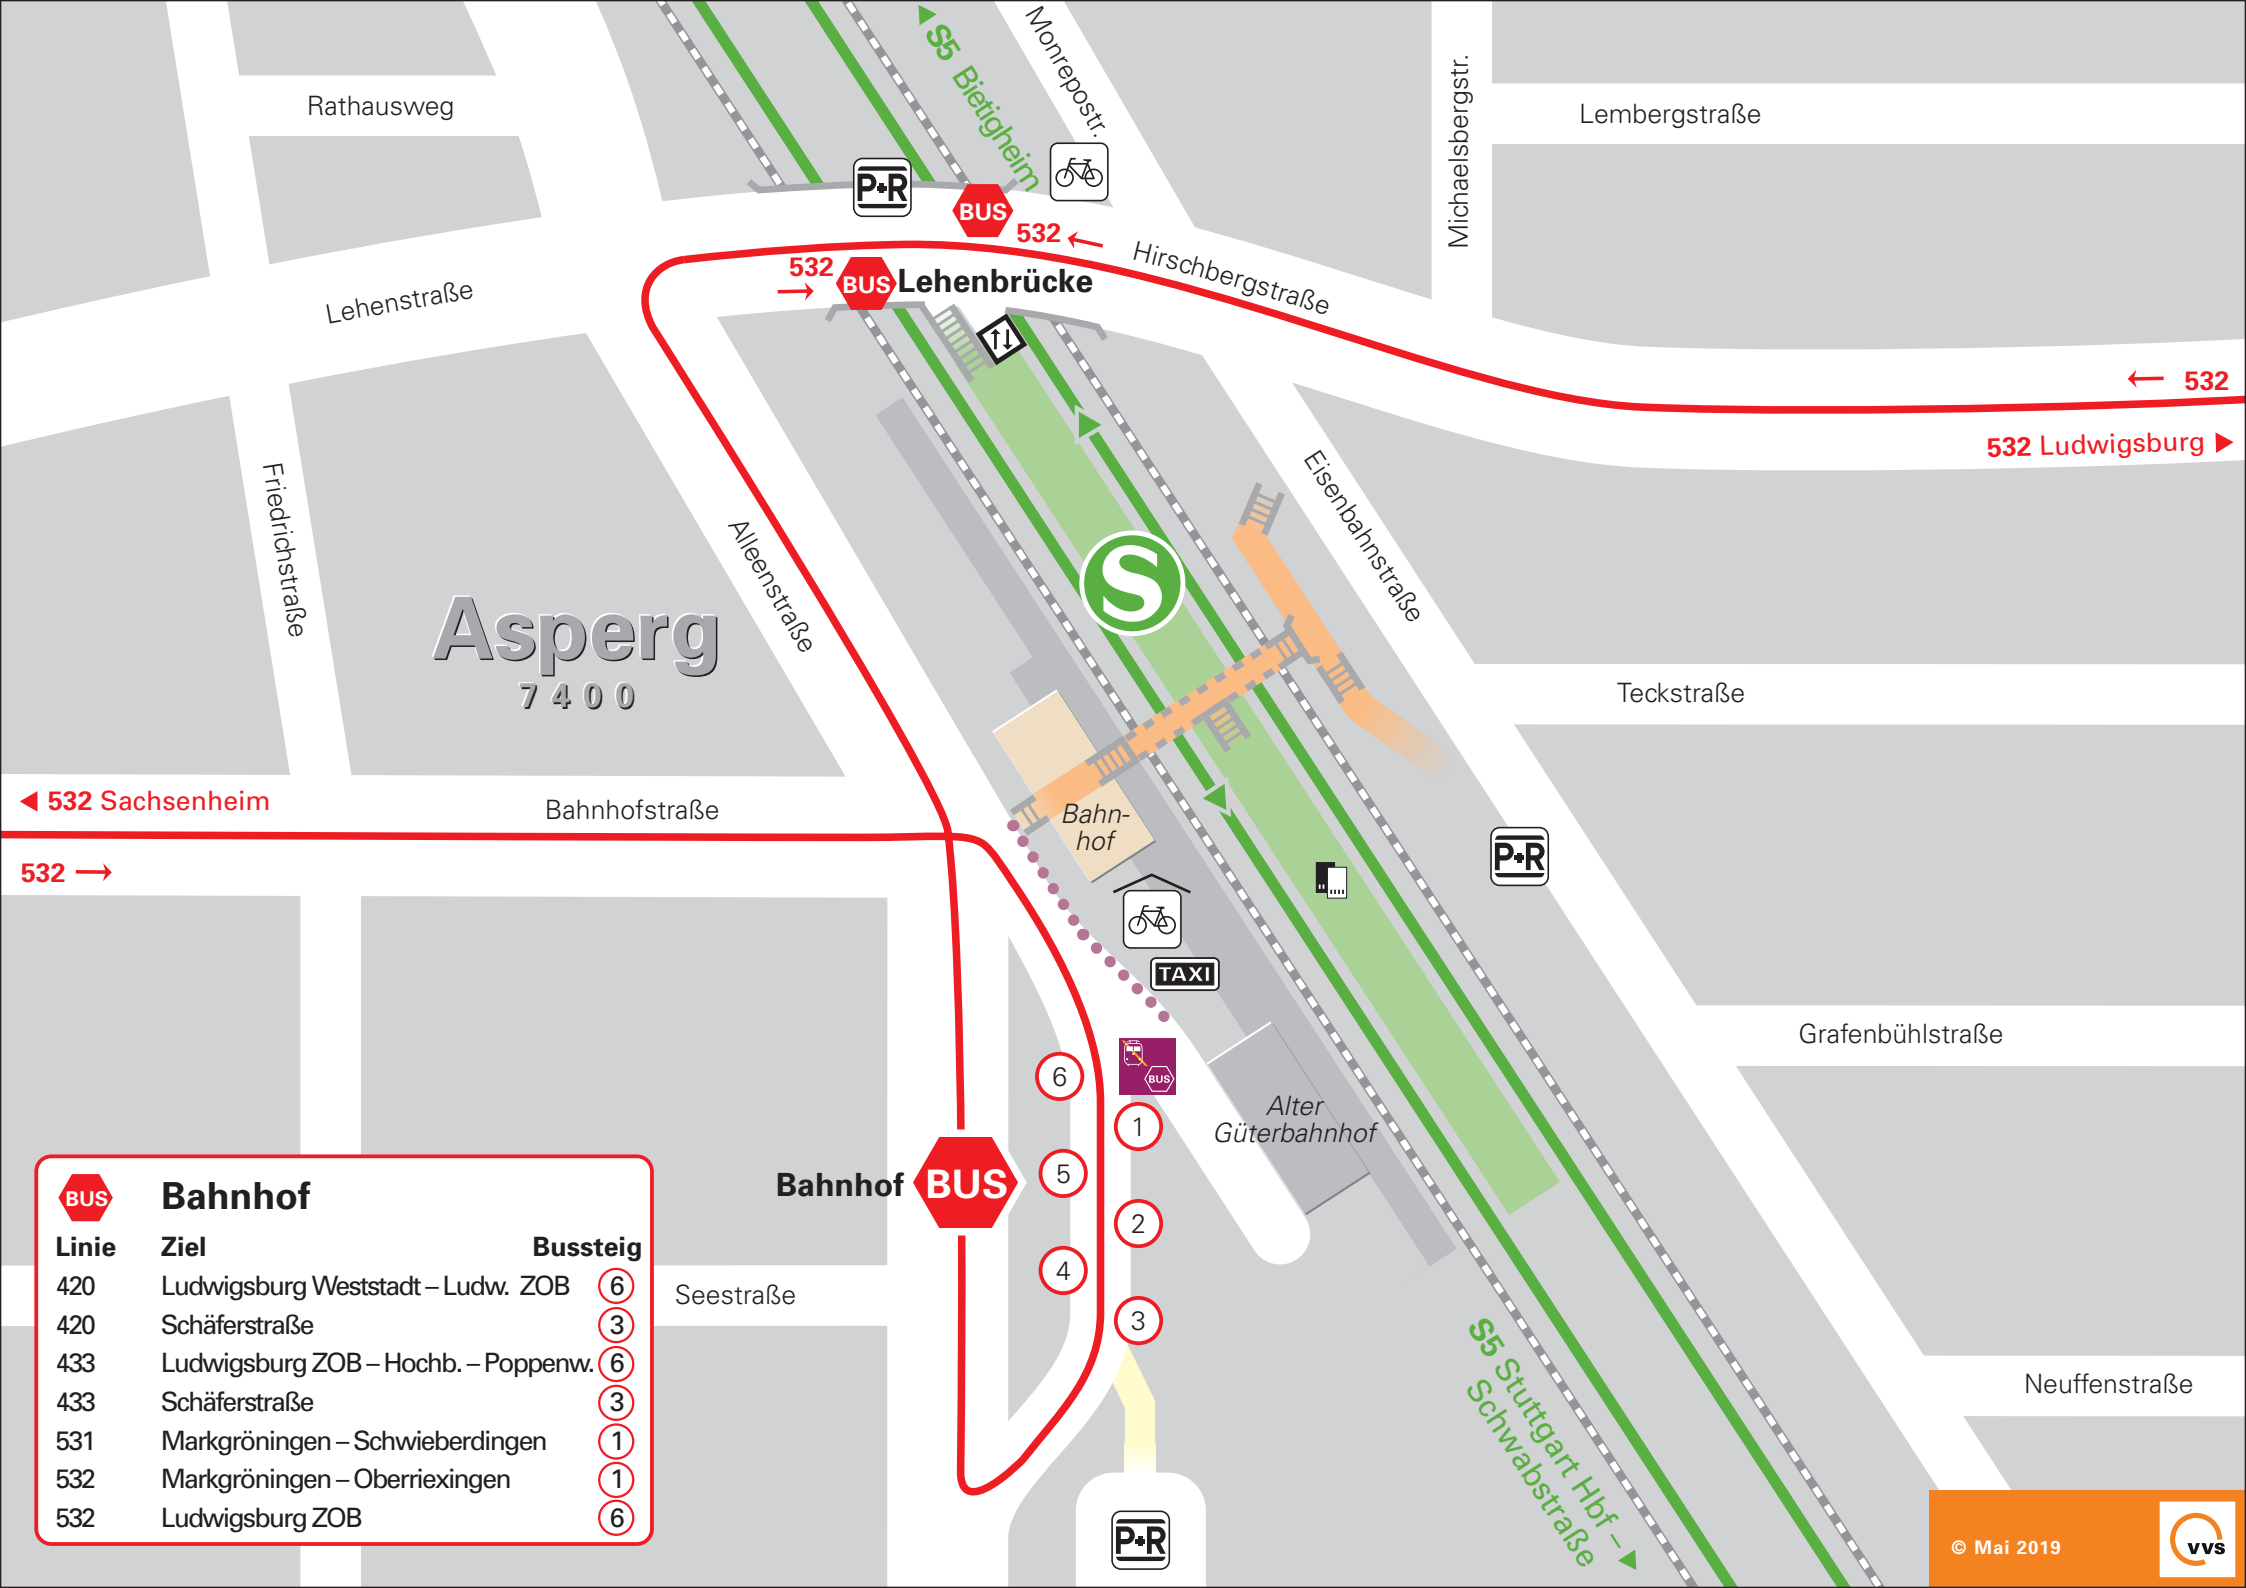 S5 Bietigheim
Monrepostr.
Michaelsbergstr.
Rathausweg
Lembergstraße
P+R
BUS
532
Hirschbergstraße
532
BUS Lehenbrücke
Lehenstraße
532
532 Ludwigsburg
Friedrichstraße
Alleenstraße
Eisenbahnstraße
S
Asperg
7400
Teckstraße
532 Sachsenheim
Bahnhofstraße
Bahn-
hof
532
P+R
TAXI
Grafenbühlstraße
BUS
6
1
Alter
Güterbahnhof
5
Bahnhof BUS
2
4
Seestraße
3
S5 Stuttgart Hbf –
Schwabstraße
Neuffenstraße
P+R
BUS Bahnhof
Linie Ziel Bussteig
420 Ludwigsburg Weststadt – Ludw. ZOB 6
420 Schäferstraße 3
433 Ludwigsburg ZOB – Hochb. – Poppenw. 6
433 Schäferstraße 3
531 Markgröningen – Schwieberdingen 1
532 Markgröningen – Oberriexingen 1
532 Ludwigsburg ZOB 6
© Mai 2019
vvs